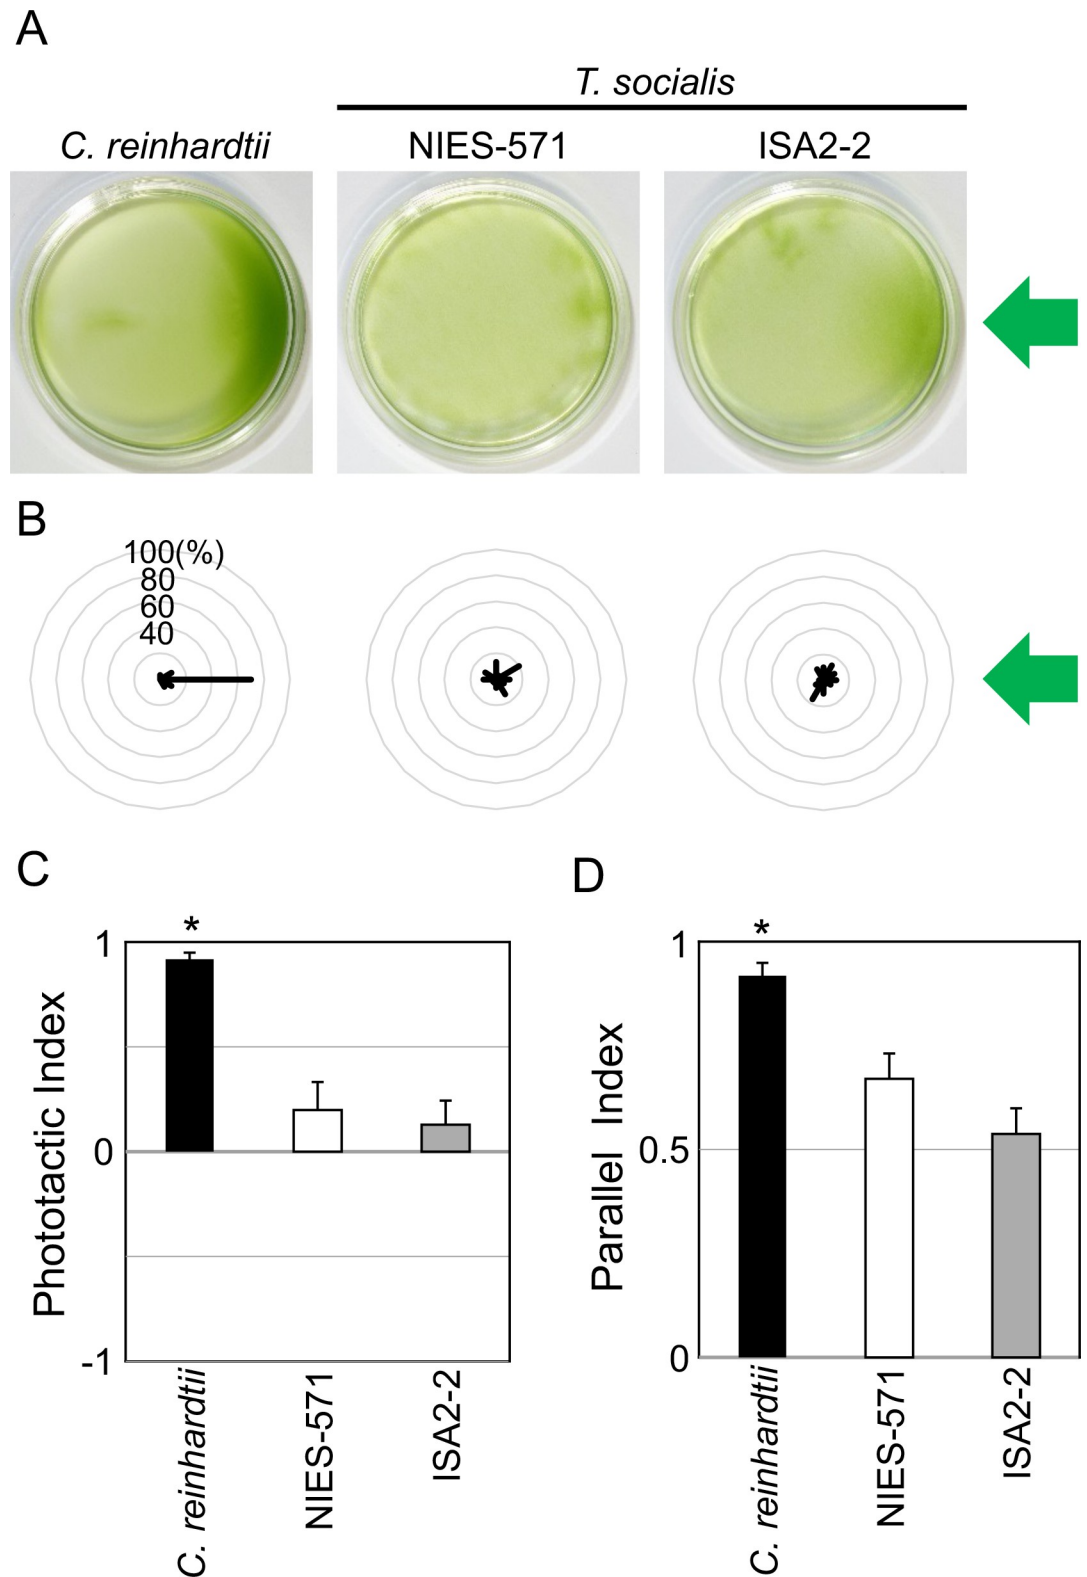 A
T. socialis
C. reinhardtii
NIES-571
ISA2-2
B
100(%)
80
60
40
C
D
*
*
1
0
-1
Phototactic Index
C. reinhardtii
NIES-571
ISA2-2
1
0.5
0
Parallel Index
C. reinhardtii
NIES-571
ISA2-2